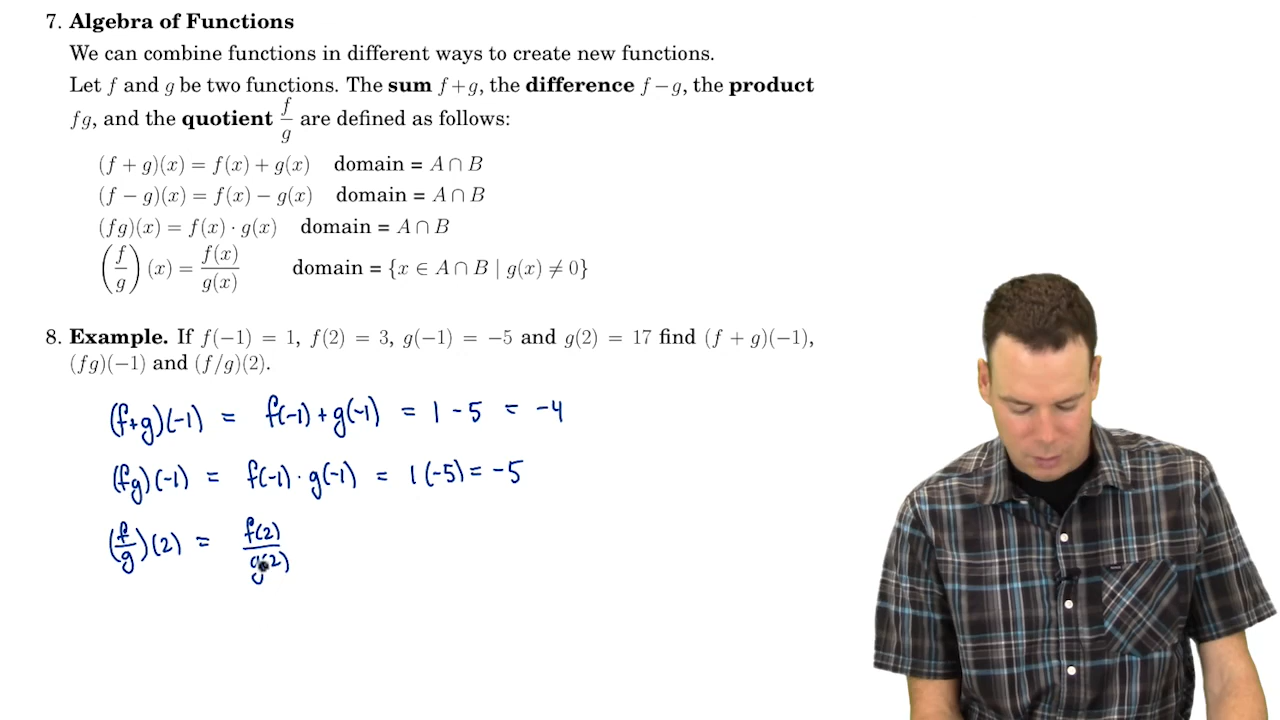 7. Algebra of Functions
We can combine functions in different ways to create new functions.
Let f and g be two functions. The sum f + g, the difference f − g, the product
fg, and the quotient f/g are defined as follows:
(f + g)(x) = f(x) + g(x) domain = A ∩ B
(f − g)(x) = f(x) − g(x) domain = A ∩ B
(fg)(x) = f(x) · g(x) domain = A ∩ B
(f/g)(x) = f(x)/g(x) domain = {x ∈ A ∩ B | g(x) ≠ 0}
8. Example. If f(−1) = 1, f(2) = 3, g(−1) = −5 and g(2) = 17 find (f + g)(−1),
(fg)(−1) and (f/g)(2).
(f+g)(-1) = f(-1) + g(-1) = 1 - 5 = -4
(fg)(-1) = f(-1) · g(-1) = 1(-5) = -5
(f/g)(2) = f(2)/g(2)